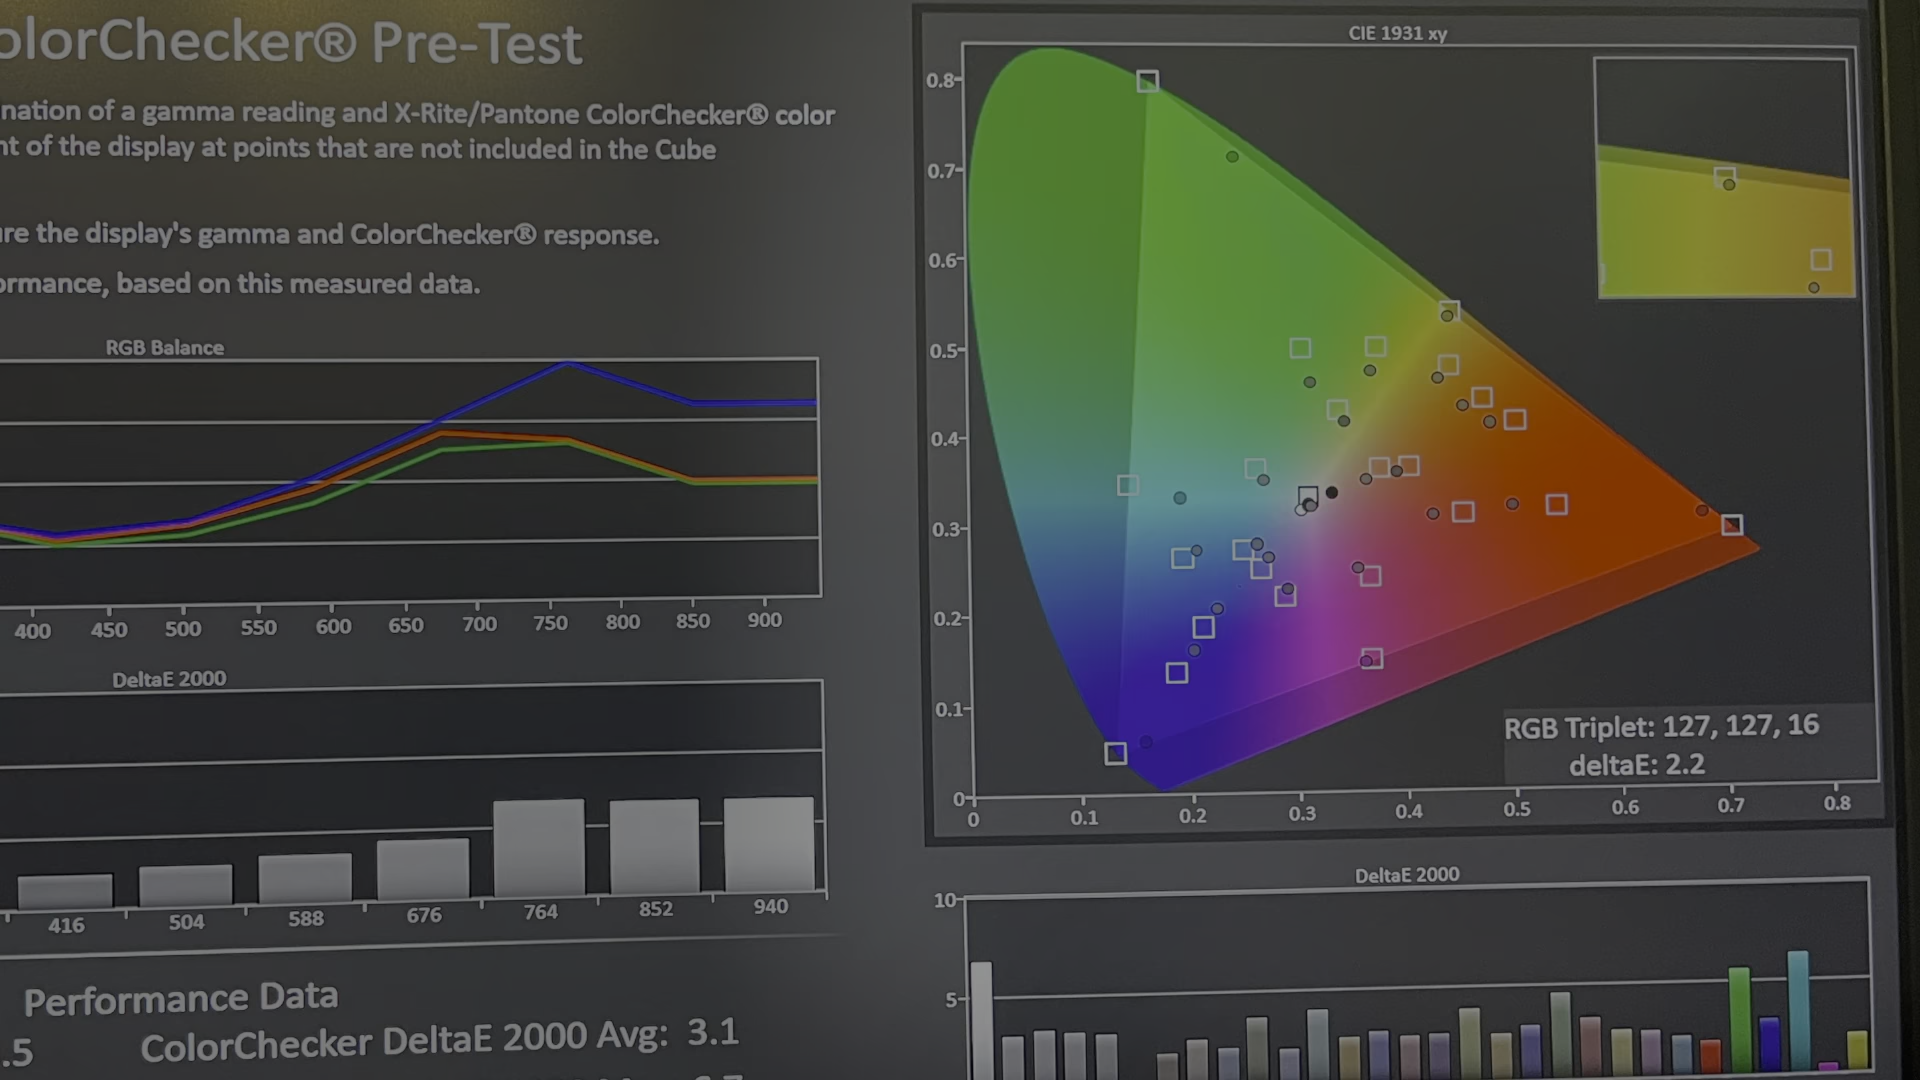 olorChecker® Pre-Test
nation of a gamma reading and X-Rite/Pantone ColorChecker® color
nt of the display at points that are not included in the Cube
ure the display's gamma and ColorChecker® response.
ormance, based on this measured data.
RGB Balance
400 450 500 550 600 650 700 750 800 850 900
DeltaE 2000
416 504 588 676 764 852 940
Performance Data
.5 ColorChecker DeltaE 2000 Avg: 3.1
CIE 1931 xy
0.8
0.7
0.6
0.5
0.4
0.3
0.2
0.1
0
0 0.1 0.2 0.3 0.4 0.5 0.6 0.7 0.8
RGB Triplet: 127, 127, 16
deltaE: 2.2
DeltaE 2000
10
5